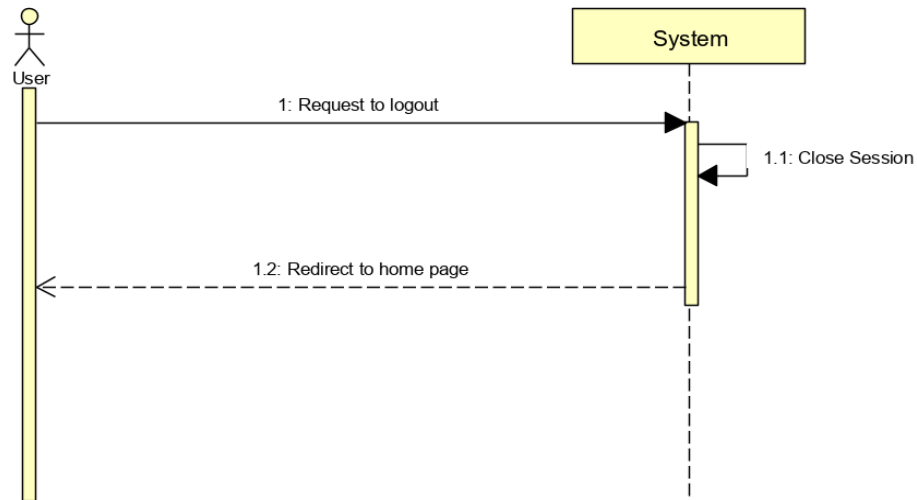 System
User
1: Request to logout
1.1: Close Session
1.2: Redirect to home page